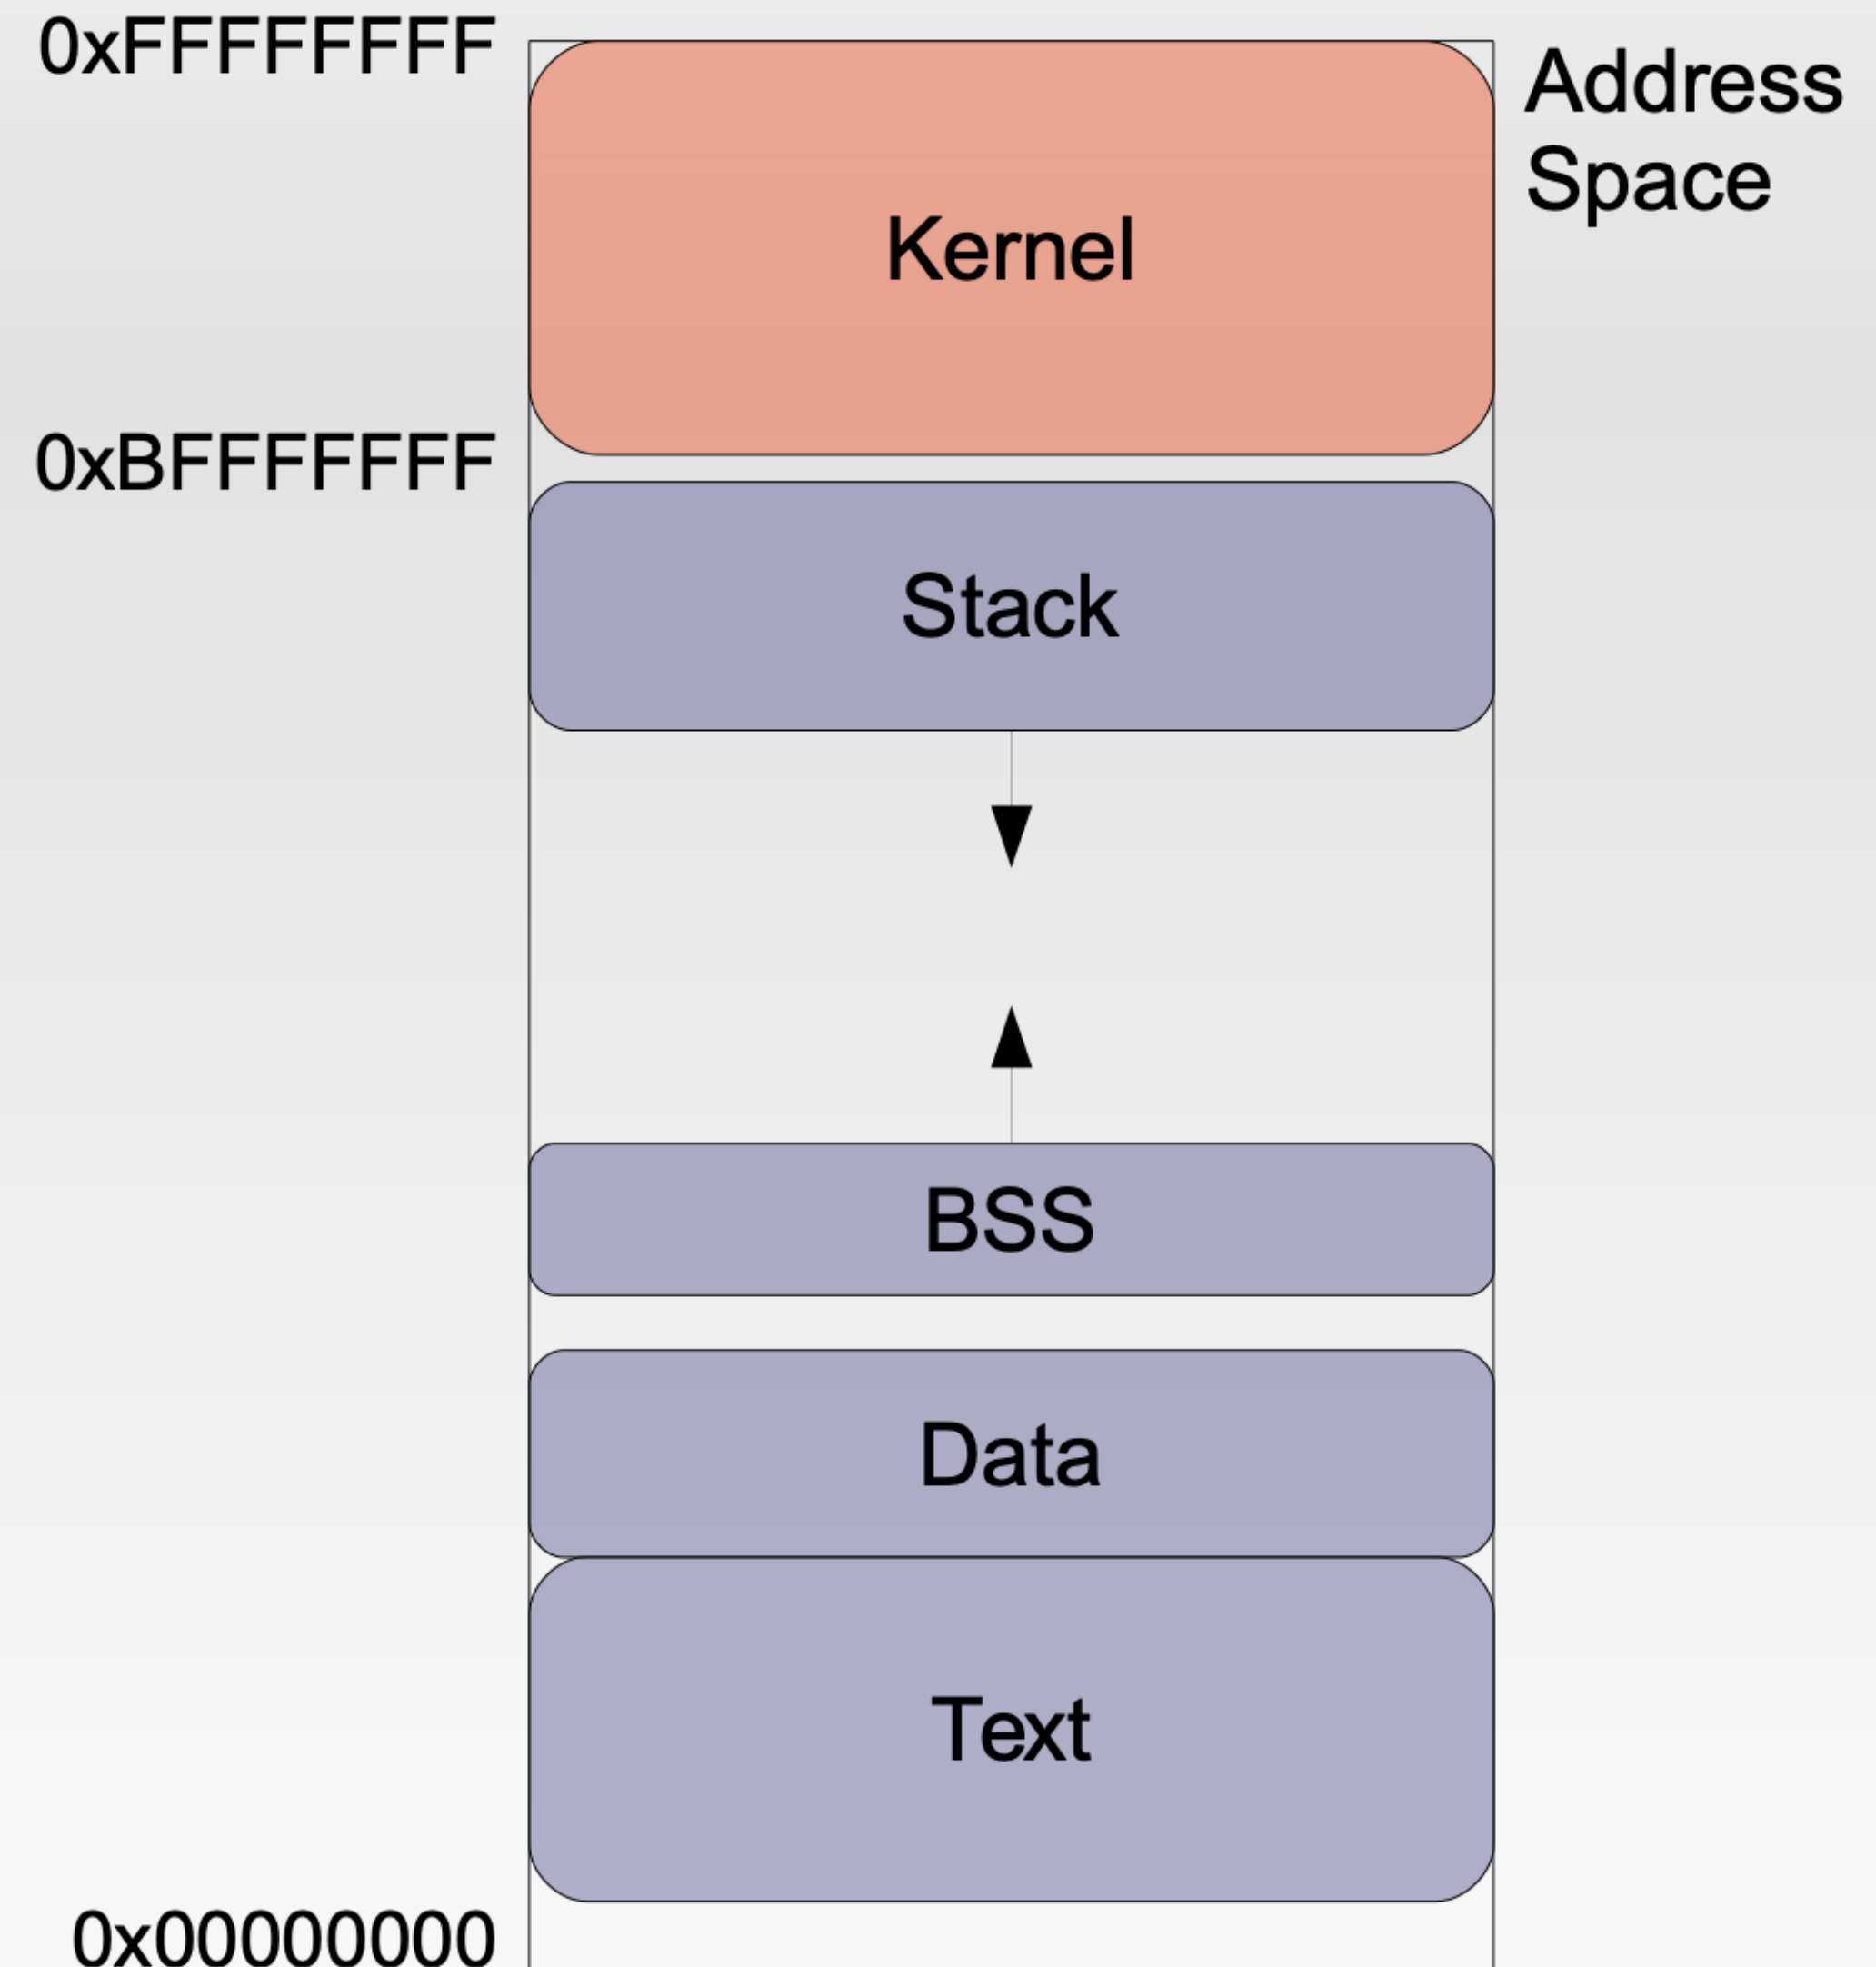 0xFFFFFFFF
Address
Space
Kernel
0xBFFFFFFF
Stack
BSS
Data
Text
0x00000000